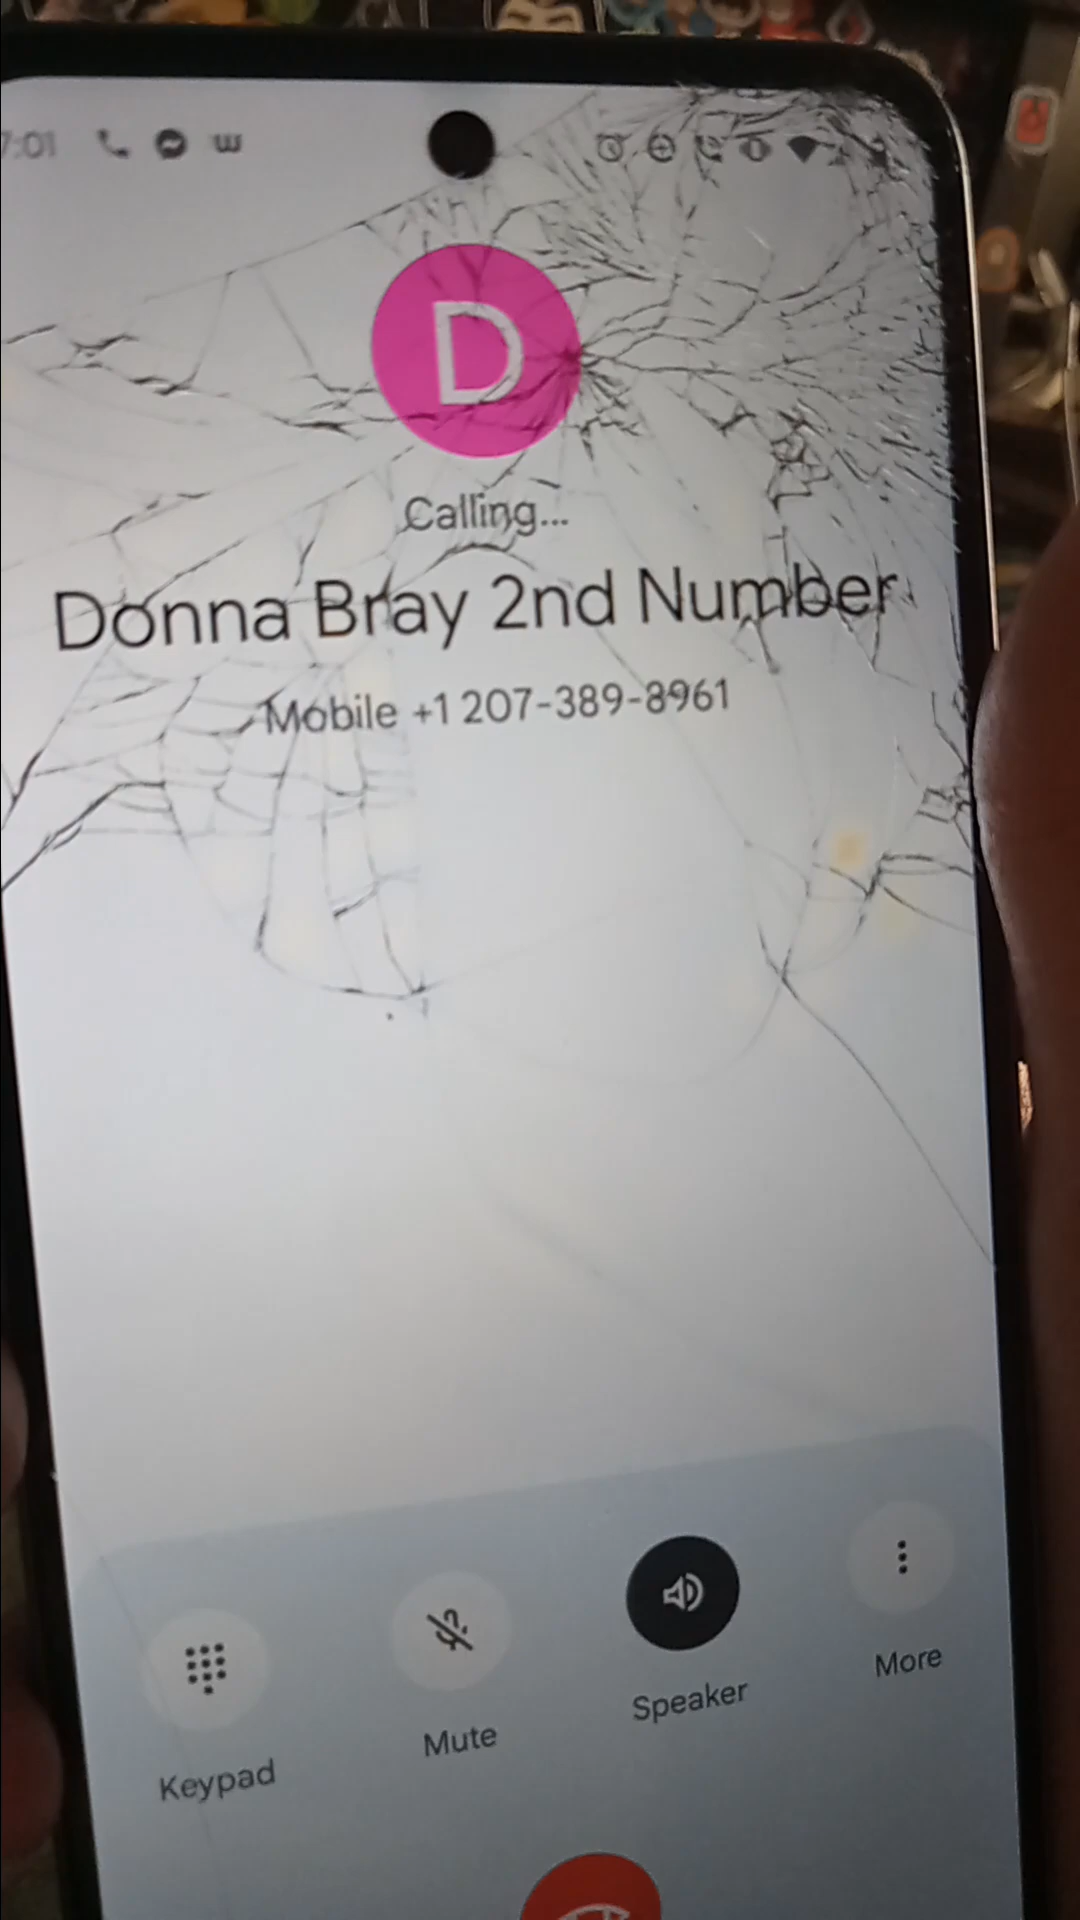 7:01
D
Calling...
Donna Bray 2nd Number
Mobile +1 207-389-8961
Keypad
Mute
Speaker
More